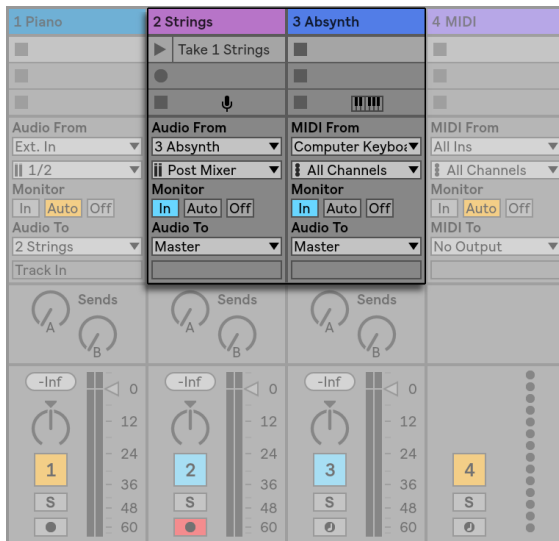 1 Piano 2 Strings 3 Absynth 4 MIDI
Take 1 Strings
Audio From Audio From MIDI From MIDI From
Ext. In 3 Absynth Computer Keyboa All Ins
1/2 Post Mixer All Channels All Channels
Monitor Monitor Monitor Monitor
In Auto Off In Auto Off In Auto Off In Auto Off
Audio To Audio To Audio To MIDI To
2 Strings Master Master No Output
Track In
Sends Sends Sends
A A A
B B B
-Inf -Inf -Inf
0 0 0
12 12 12
24 24 24
1 2 3 4
36 36 36
S S S S
48 48 48
60 60 60